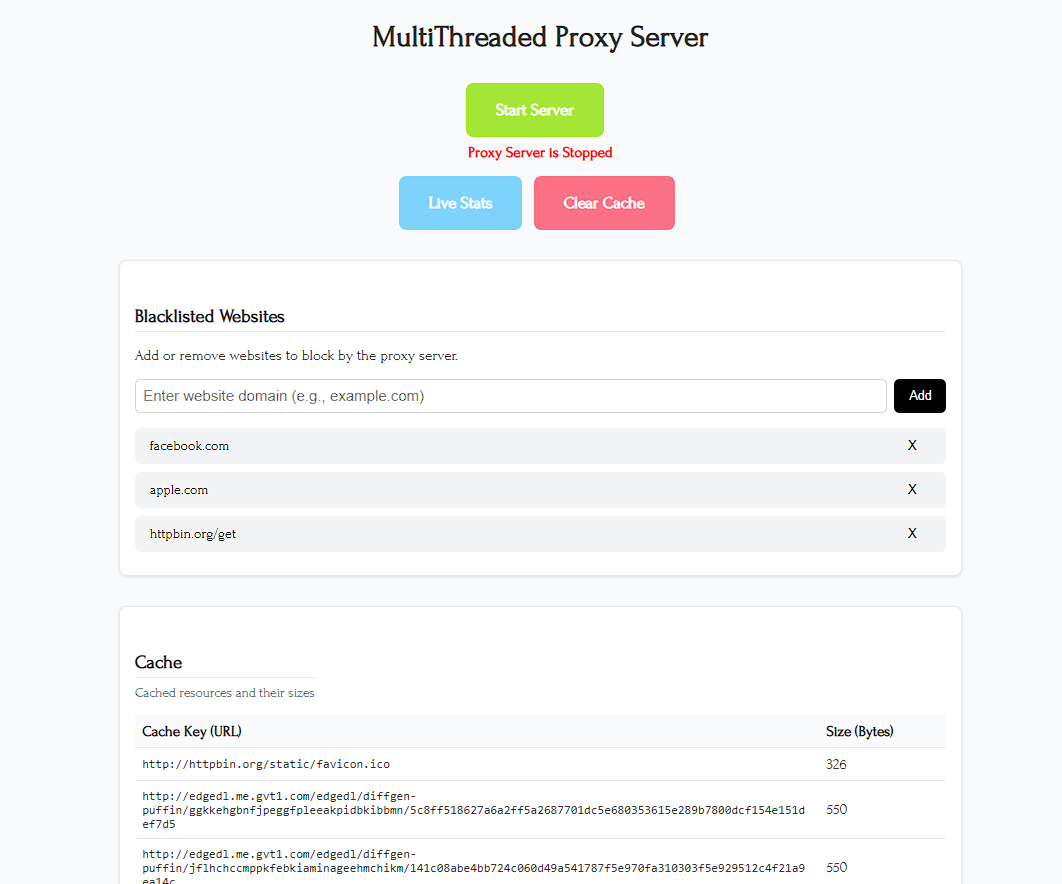 MultiThreaded Proxy Server
Start Server
Proxy Server is Stopped
Live Stats
Clear Cache
Blacklisted Websites
Add or remove websites to block by the proxy server.
Enter website domain (e.g., example.com)
Add
facebook.com
X
apple.com
X
httpbin.org/get
X
Cache
Cached resources and their sizes
Cache Key (URL)
Size (Bytes)
http://httpbin.org/static/favicon.ico
326
http://edgedl.me.gvt1.com/edgedl/diffgen-
puffin/ggkkehgbnfjpeggfpleeakpidbkibbmn/5c8ff518627a6a2ff5a2687701dc5e680353615e289b7800dcf154e151d
ef7d5
550
http://edgedl.me.gvt1.com/edgedl/diffgen-
puffin/jflhchccmppkfebkiaminageehmchikm/141c08abe4bb724c060d49a541787f5e970fa310303f5e929512c4f21a9
ea14c
550